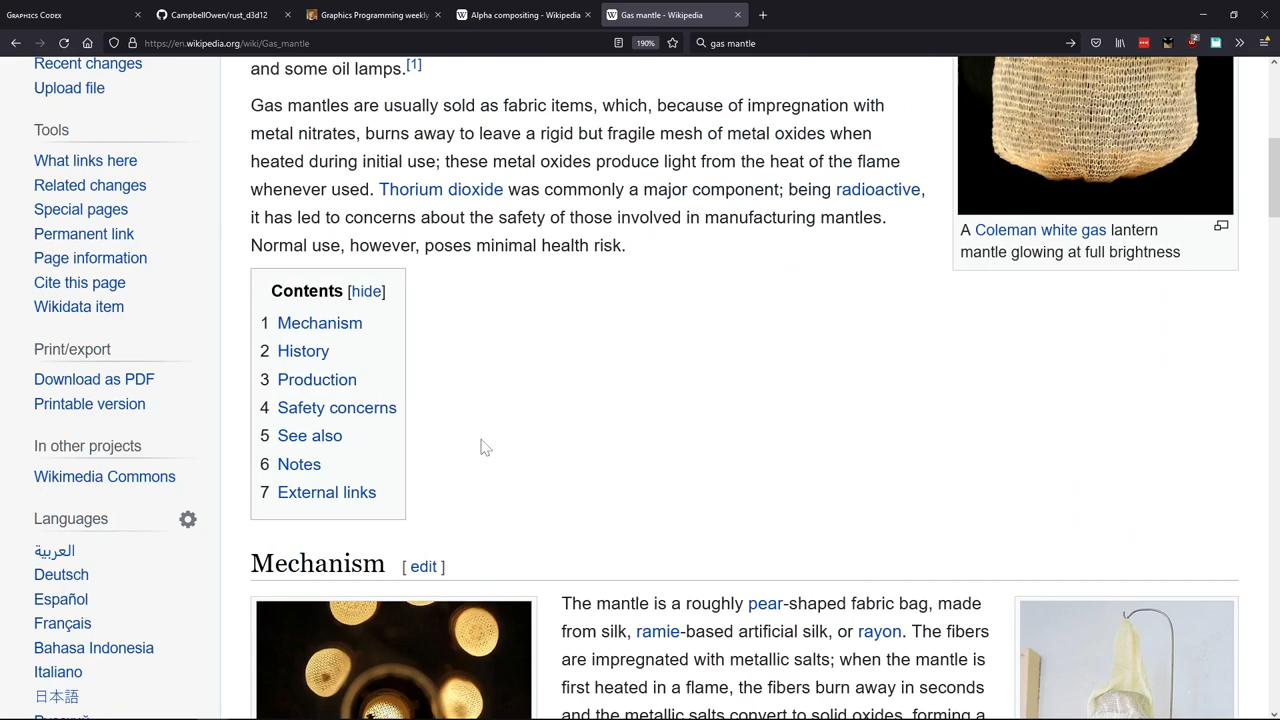 Graphics Codex
CampbellOwen/rust_d3d12
Graphics Programming weekly
Alpha compositing - Wikipedia
Gas mantle - Wikipedia
https://en.wikipedia.org/wiki/Gas_mantle
190%
gas mantle
2
Recent changes
Upload file
Tools
What links here
Related changes
Special pages
Permanent link
Page information
Cite this page
Wikidata item
Print/export
Download as PDF
Printable version
In other projects
Wikimedia Commons
Languages
العربية
Deutsch
Español
Français
Bahasa Indonesia
Italiano
日本語
and some oil lamps.[1]
Gas mantles are usually sold as fabric items, which, because of impregnation with
metal nitrates, burns away to leave a rigid but fragile mesh of metal oxides when
heated during initial use; these metal oxides produce light from the heat of the flame
whenever used. Thorium dioxide was commonly a major component; being radioactive,
it has led to concerns about the safety of those involved in manufacturing mantles.
Normal use, however, poses minimal health risk.
A Coleman white gas lantern
mantle glowing at full brightness
Contents [hide]
1 Mechanism
2 History
3 Production
4 Safety concerns
5 See also
6 Notes
7 External links
Mechanism [ edit ]
The mantle is a roughly pear-shaped fabric bag, made
from silk, ramie-based artificial silk, or rayon. The fibers
are impregnated with metallic salts; when the mantle is
first heated in a flame, the fibers burn away in seconds
and the metallic salts convert to solid oxides, forming a